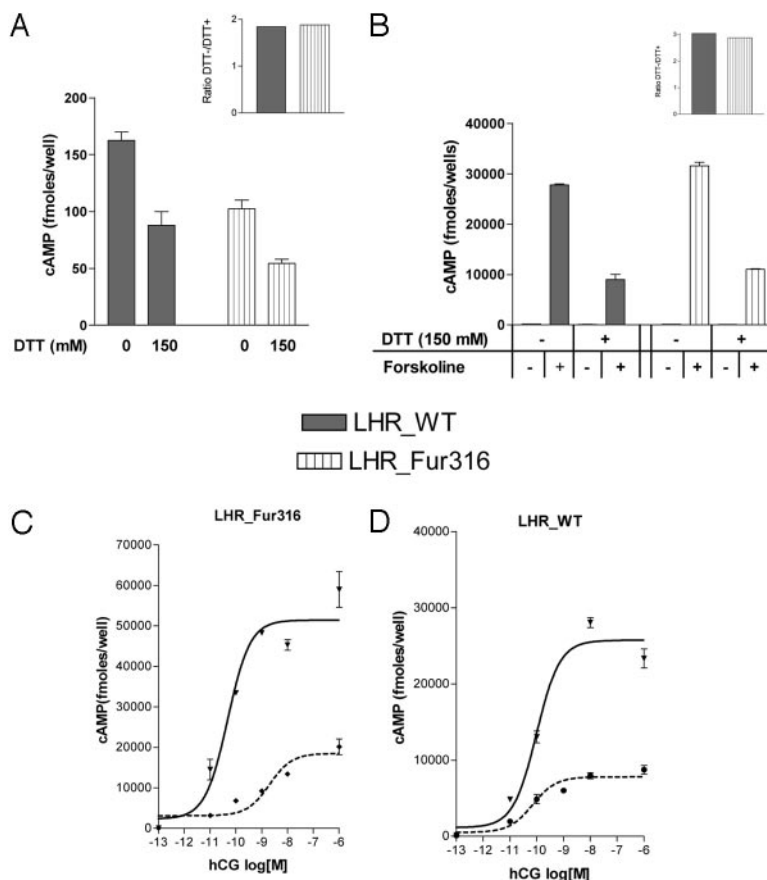 A
Ratio DTT-/DTT+
2
1
0
cAMP (fmoles/well)
200
150
100
50
0
DTT (mM) 0 150 0 150
B
Ratio DTT-/DTT+
3
2
1
0
cAMP (fmoles/wells)
40000
30000
20000
10000
0
DTT (150 mM) - + - +
Forskoline - + - + - + - +
LHR_WT
LHR_Fur316
C
LHR_Fur316
cAMP(fmoles/well)
70000
60000
50000
40000
30000
20000
10000
0
-13 -12 -11 -10 -9 -8 -7 -6
hCG log[M]
D
LHR_WT
cAMP (fmoles/well)
40000
30000
20000
10000
0
-13 -12 -11 -10 -9 -8 -7 -6
hCG log[M]